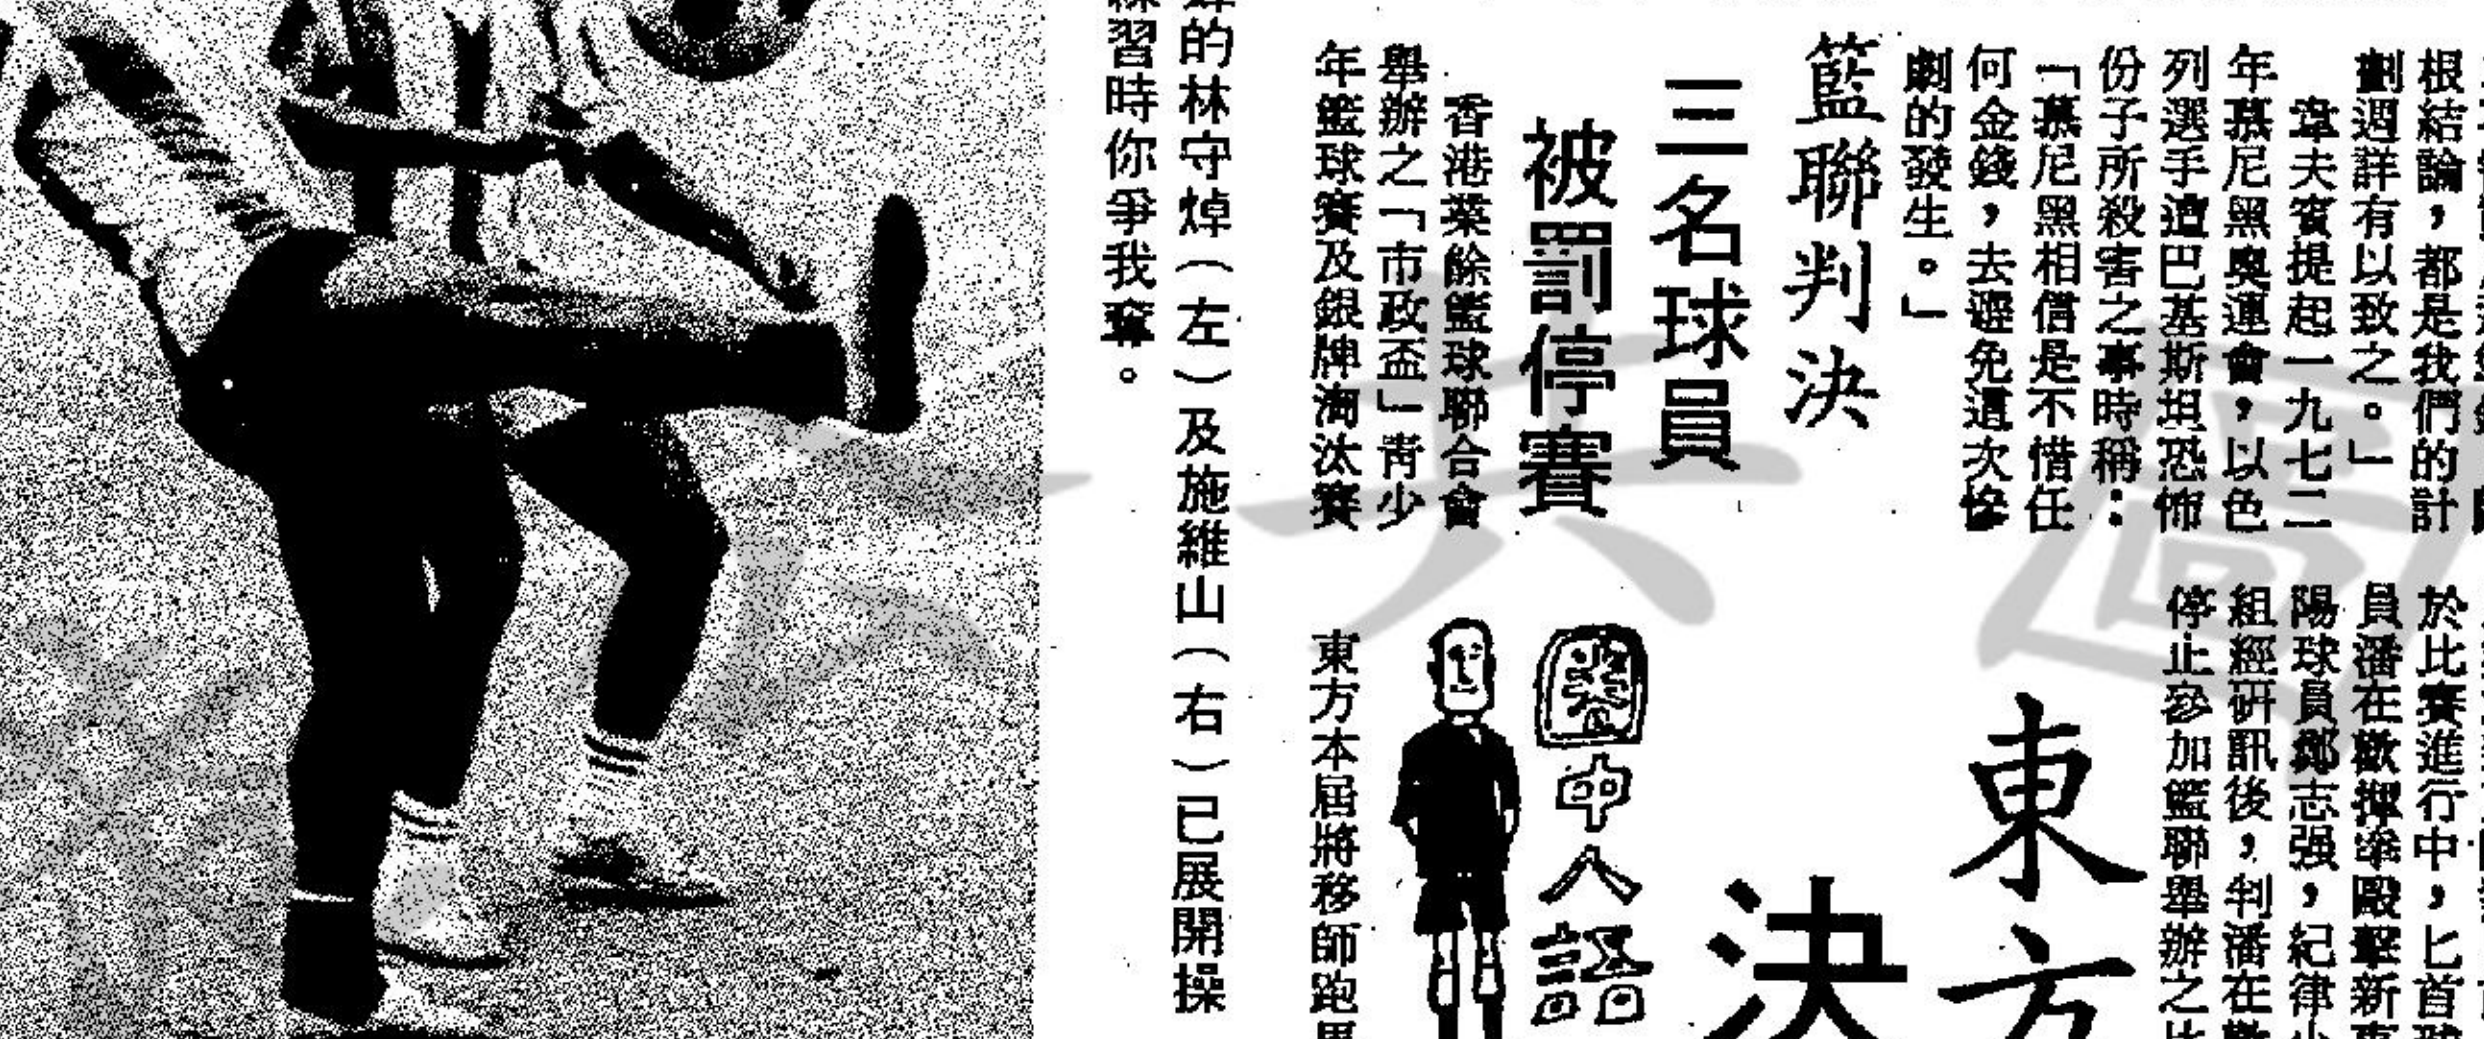 根結論，都是我們的計
劃週詳有以致之。」
韋夫賓提起一九七二
年慕尼黑奧運會，以色
列選手遭巴基斯坦恐怖
份子所殺害之事時稱：
「慕尼黑相信是不惜任
何金錢，去避免這次慘
劇的發生。」
籃聯判決
三名球員
被罰停賽
香港業餘籃球聯合會
舉辦之「市政盃」青少
年籃球賽及銀牌淘汰賽
於比賽進行中，匕首
員潘在
陽球員鄭志强，紀律
組經研訊後，判潘在
停止參加籃聯舉辦之
東方
決
圈中人語
東方本屆將移師跑
的林守焯（左）及施維山（右）已展開操
練習時你爭我奪。